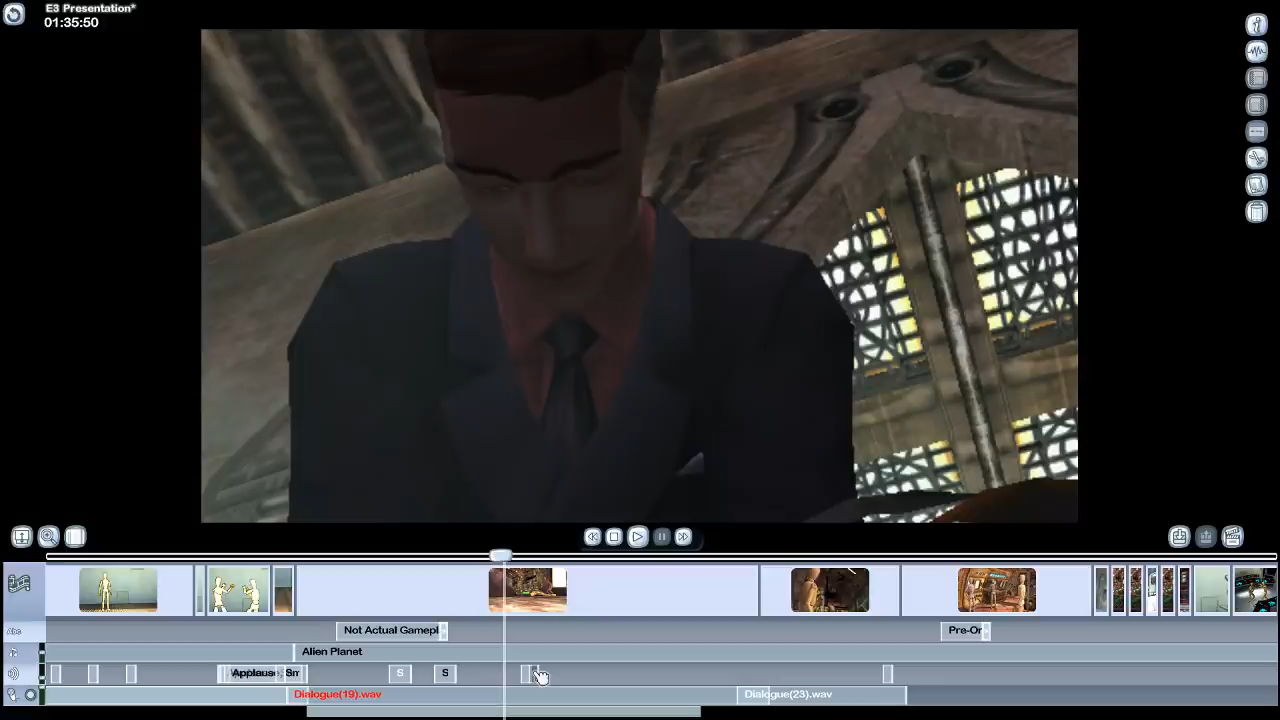 E3 Presentation*
01:35:50
Abc
Not Actual Gamepl
Pre-Or
Alien Planet
Applause
Sm
S
S
Dialogue(19).wav
Dialogue(23).wav